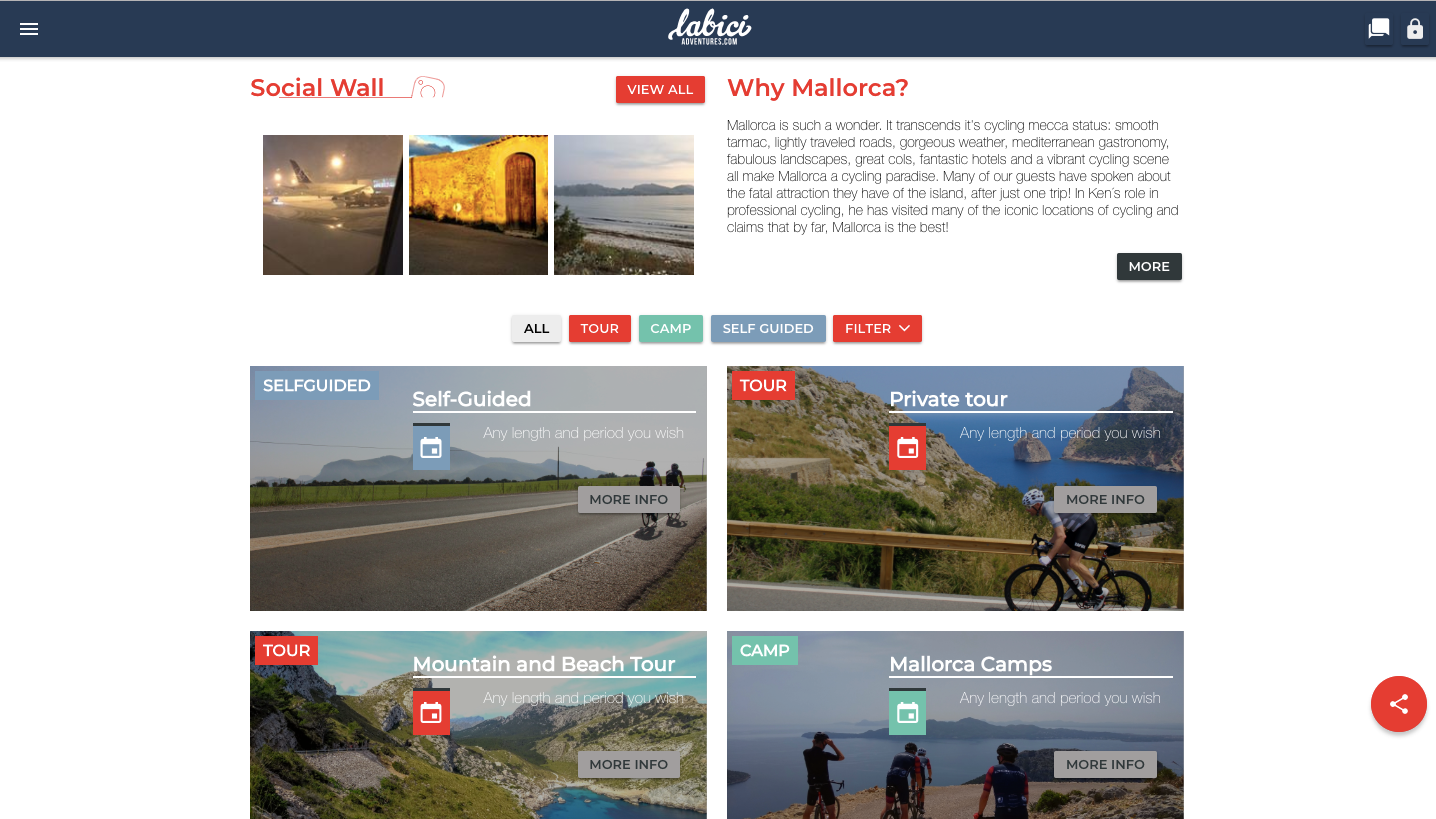 labici
ADVENTURES.COM
Social Wall
VIEW ALL
Why Mallorca?
Mallorca is such a wonder. It transcends it's cycling mecca status: smooth
tarmac, lightly traveled roads, gorgeous weather, mediterranean gastronomy,
fabulous landscapes, great cols, fantastic hotels and a vibrant cycling scene
all make Mallorca a cycling paradise. Many of our guests have spoken about
the fatal attraction they have of the island, after just one trip! In Ken´s role in
professional cycling, he has visited many of the iconic locations of cycling and
claims that by far, Mallorca is the best!
MORE
ALL
TOUR
CAMP
SELF GUIDED
FILTER
SELFGUIDED
Self-Guided
Any length and period you wish
MORE INFO
TOUR
Private tour
Any length and period you wish
MORE INFO
TOUR
Mountain and Beach Tour
Any length and period you wish
MORE INFO
CAMP
Mallorca Camps
Any length and period you wish
MORE INFO